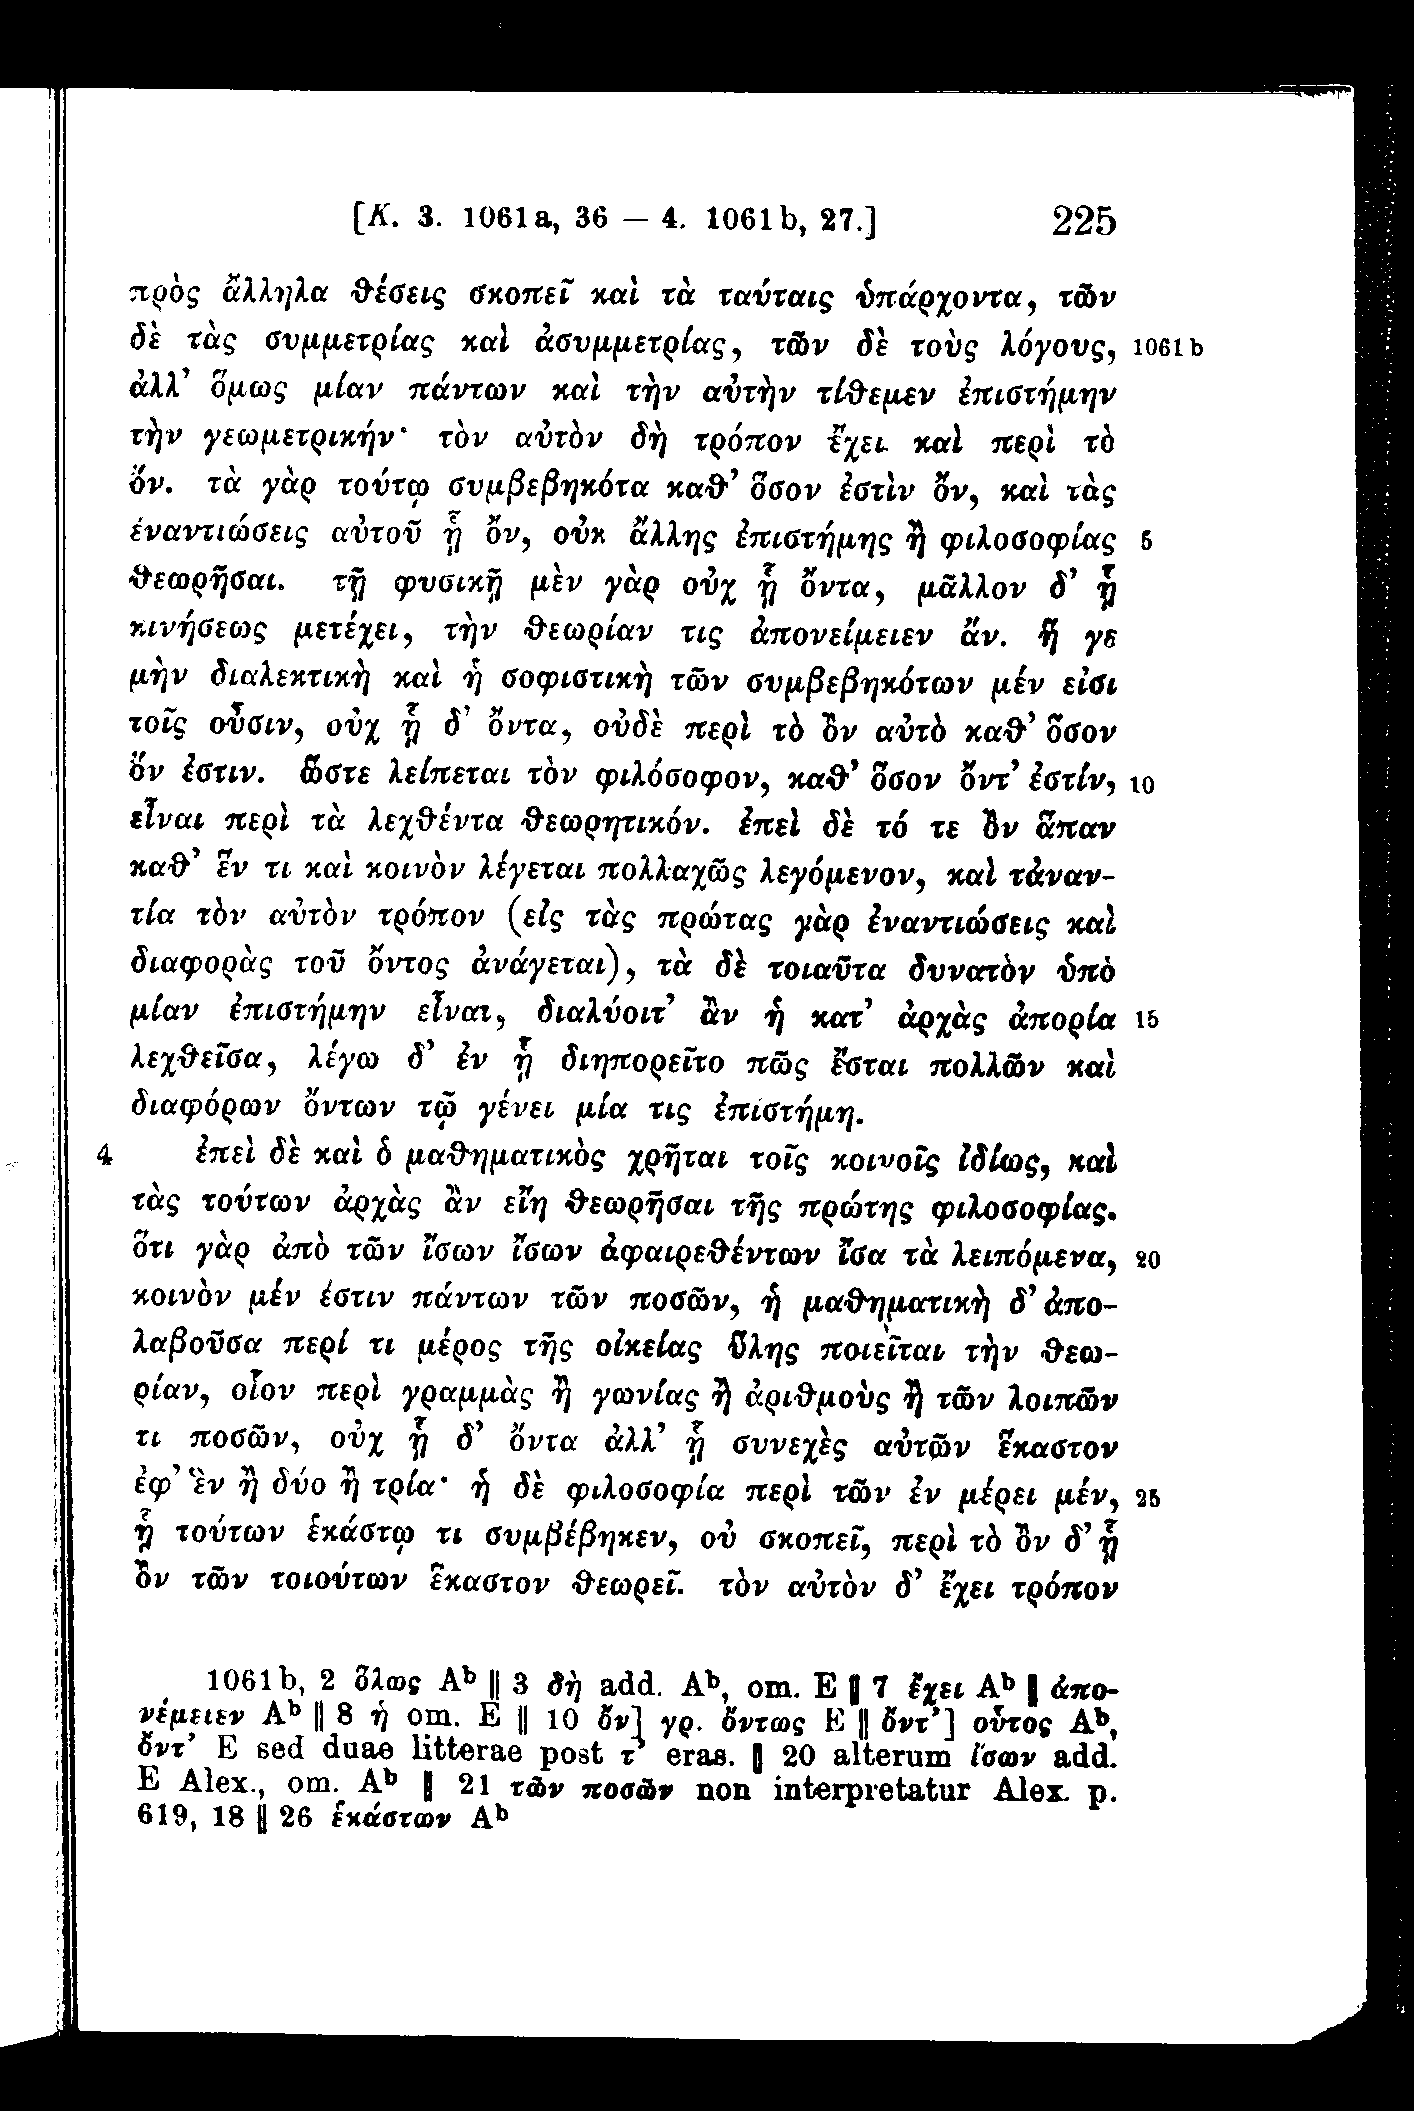 [K. 3. 1061a, 36 — 4. 1061b, 27.] 225
πρὸς ἄλληλα θέσεις σκοπεῖ καὶ τὰ ταύταις ὑπάρχοντα, τῶν
δὲ τὰς συμμετρίας καὶ ἀσυμμετρίας, τῶν δὲ τοὺς λόγους, 1061b
ἀλλ’ ὅμως μίαν πάντων καὶ τὴν αὐτὴν τίθεμεν ἐπιστήμην
τὴν γεωμετρικήν· τὸν αὐτὸν δὴ τρόπον ἔχει καὶ περὶ τὸ
ὄν. τὰ γὰρ τούτῳ συμβεβηκότα καθ’ ὅσον ἐστὶν ὄν, καὶ τὰς
ἐναντιώσεις αὐτοῦ ᾗ ὄν, οὐκ ἄλλης ἐπιστήμης ἢ φιλοσοφίας 5
θεωρῆσαι. τῇ φυσικῇ μὲν γὰρ οὐχ ᾗ ὄντα, μᾶλλον δ’ ᾗ
κινήσεως μετέχει, τὴν θεωρίαν τις ἀπονείμειεν ἄν. ἥ γε
μὴν διαλεκτικὴ καὶ ἡ σοφιστικὴ τῶν συμβεβηκότων μέν εἰσι
τοῖς οὖσιν, οὐχ ᾗ δ’ ὄντα, οὐδὲ περὶ τὸ ὂν αὐτὸ καθ’ ὅσον
ὄν ἐστιν. ὥστε λείπεται τὸν φιλόσοφον, καθ’ ὅσον ὄντ’ ἐστίν, 10
εἶναι περὶ τὰ λεχθέντα θεωρητικόν. ἐπεὶ δὲ τό τε ὂν ἅπαν
καθ’ ἕν τι καὶ κοινὸν λέγεται πολλαχῶς λεγόμενον, καὶ τἀναν-
τία τὸν αὐτὸν τρόπον (εἰς τὰς πρώτας γὰρ ἐναντιώσεις καὶ
διαφορὰς τοῦ ὄντος ἀνάγεται), τὰ δὲ τοιαῦτα δυνατὸν ὑπὸ
μίαν ἐπιστήμην εἶναι, διαλύοιτ’ ἂν ἡ κατ’ ἀρχὰς ἀπορία 15
λεχθεῖσα, λέγω δ’ ἐν ᾗ διηπορεῖτο πῶς ἔσται πολλῶν καὶ
διαφόρων ὄντων τῷ γένει μία τις ἐπιστήμη.
4 ἐπεὶ δὲ καὶ ὁ μαθηματικὸς χρῆται τοῖς κοινοῖς ἰδίως, καὶ
τὰς τούτων ἀρχὰς ἂν εἴη θεωρῆσαι τῆς πρώτης φιλοσοφίας.
ὅτι γὰρ ἀπὸ τῶν ἴσων ἴσων ἀφαιρεθέντων ἴσα τὰ λειπόμενα, 20
κοινὸν μέν ἐστιν πάντων τῶν ποσῶν, ἡ μαθηματικὴ δ’ ἀπο-
λαβοῦσα περί τι μέρος τῆς οἰκείας ὕλης ποιεῖται τὴν θεω-
ρίαν, οἷον περὶ γραμμὰς ἢ γωνίας ἢ ἀριθμοὺς ἢ τῶν λοιπῶν
τι ποσῶν, οὐχ ᾗ δ’ ὄντα ἀλλ’ ᾗ συνεχὲς αὐτῶν ἕκαστον
ἐφ’ ἓν ἢ δύο ἢ τρία· ἡ δὲ φιλοσοφία περὶ τῶν ἐν μέρει μέν, 25
ᾗ τούτων ἑκάστῳ τι συμβέβηκεν, οὐ σκοπεῖ, περὶ τὸ ὂν δ’ ᾗ
ὂν τῶν τοιούτων ἕκαστον θεωρεῖ. τὸν αὐτὸν δ’ ἔχει τρόπον
1061b, 2 ὅλως Aᵇ ‖ 3 δὴ add. Aᵇ, om. E ‖ 7 ἔχει Aᵇ ‖ ἀπο-
νέμειεν Aᵇ ‖ 8 ἡ om. E ‖ 10 ὄν] γρ. ὄντως E ‖ ὄντ’] οὗτος Aᵇ,
ὄντ’ E sed duae litterae post τ’ eras. ‖ 20 alterum ἴσων add.
E Alex., om. Aᵇ ‖ 21 τῶν ποσῶν non interpretatur Alex. p.
619, 18 ‖ 26 ἑκάστων Aᵇ